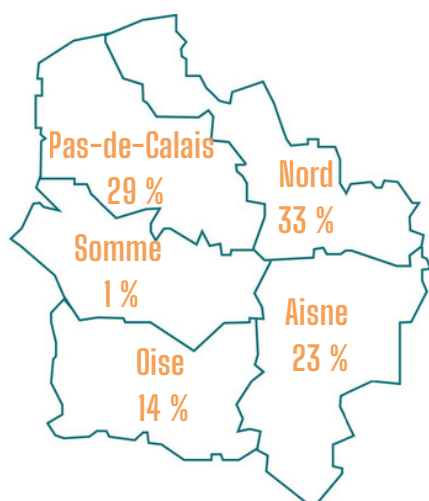 Pas-de-Calais
29 %
Nord
33 %
Somme
1 %
Aisne
23 %
Oise
14 %